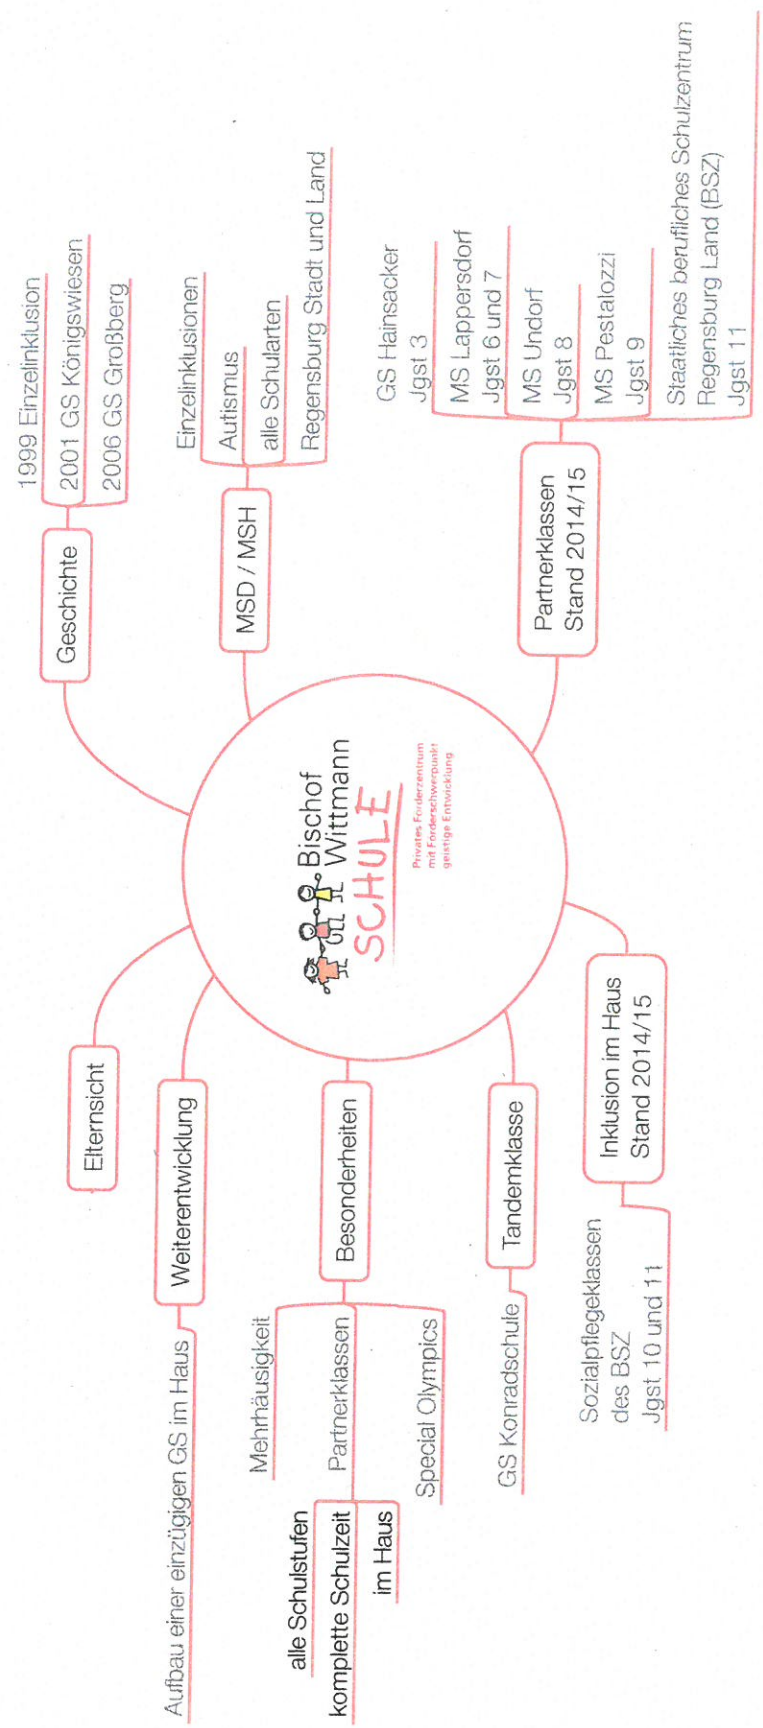 Elternsicht
Weiterentwicklung
Aufbau einer einzügigen GS im Haus
Besonderheiten
Mehrhäusigkeit
Partnerklassen
alle Schulstufen
komplette Schulzeit
im Haus
Special Olympics
Tandemklasse
GS Konradschule
Inklusion im Haus
Stand 2014/15
Sozialpflegeklassen
des BSZ
Jgst 10 und 11
Bischof
Wittmann
SCHULE
Privates Förderzentrum
mit Förderschwerpunkt
geistige Entwicklung
Geschichte
1999 Einzelinklusion
2001 GS Königswiesen
2006 GS Großberg
MSD / MSH
Einzelinklusionen
Autismus
alle Schularten
Regensburg Stadt und Land
Partnerklassen
Stand 2014/15
GS Hainsacker
Jgst 3
MS Lappersdorf
Jgst 6 und 7
MS Undorf
Jgst 8
MS Pestalozzi
Jgst 9
Staatliches berufliches Schulzentrum
Regensburg Land (BSZ)
Jgst 11